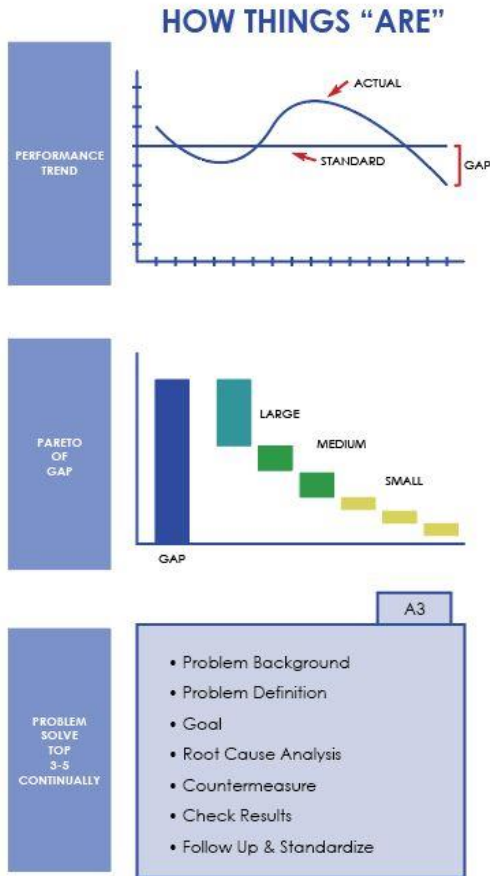 HOW THINGS “ARE”
PERFORMANCE
TREND
ACTUAL
STANDARD
GAP
PARETO
OF
GAP
LARGE
MEDIUM
SMALL
GAP
PROBLEM
SOLVE
TOP
3-5
CONTINUALLY
A3
• Problem Background
• Problem Definition
• Goal
• Root Cause Analysis
• Countermeasure
• Check Results
• Follow Up & Standardize